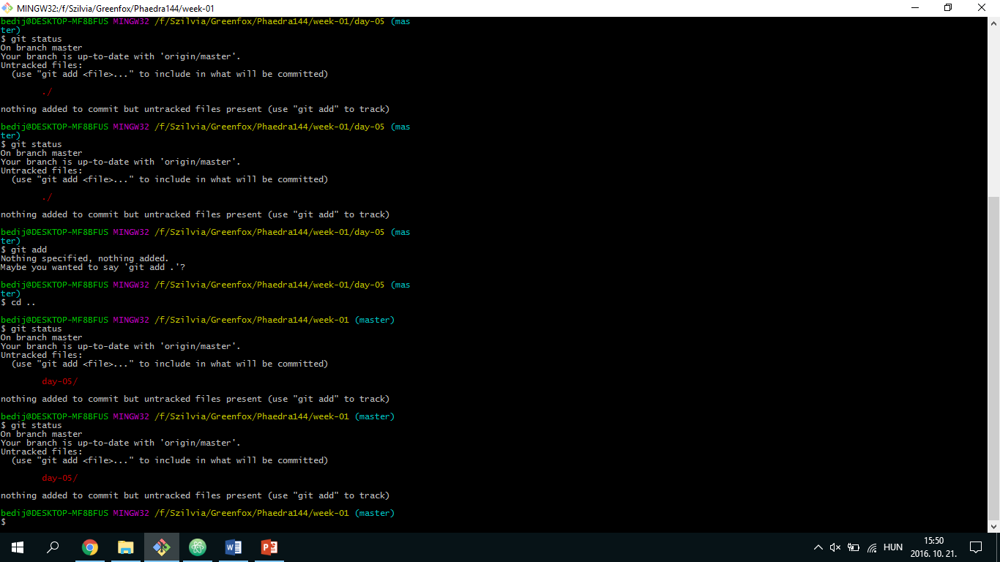 MINGW32:/f/Szilvia/Greenfox/Phaedra144/week-01
bedij@DESKTOP-MF8BFUS MINGW32 /f/Szilvia/Greenfox/Phaedra144/week-01/day-05 (mas
ter)
$ git status
On branch master
Your branch is up-to-date with 'origin/master'.
Untracked files:
  (use "git add <file>..." to include in what will be committed)
        ./
nothing added to commit but untracked files present (use "git add" to track)
bedij@DESKTOP-MF8BFUS MINGW32 /f/Szilvia/Greenfox/Phaedra144/week-01/day-05 (mas
ter)
$ git status
On branch master
Your branch is up-to-date with 'origin/master'.
Untracked files:
  (use "git add <file>..." to include in what will be committed)
        ./
nothing added to commit but untracked files present (use "git add" to track)
bedij@DESKTOP-MF8BFUS MINGW32 /f/Szilvia/Greenfox/Phaedra144/week-01/day-05 (mas
ter)
$ git add
Nothing specified, nothing added.
Maybe you wanted to say 'git add .'?
bedij@DESKTOP-MF8BFUS MINGW32 /f/Szilvia/Greenfox/Phaedra144/week-01/day-05 (mas
ter)
$ cd ..
bedij@DESKTOP-MF8BFUS MINGW32 /f/Szilvia/Greenfox/Phaedra144/week-01 (master)
$ git status
On branch master
Your branch is up-to-date with 'origin/master'.
Untracked files:
  (use "git add <file>..." to include in what will be committed)
        day-05/
nothing added to commit but untracked files present (use "git add" to track)
bedij@DESKTOP-MF8BFUS MINGW32 /f/Szilvia/Greenfox/Phaedra144/week-01 (master)
$ git status
On branch master
Your branch is up-to-date with 'origin/master'.
Untracked files:
  (use "git add <file>..." to include in what will be committed)
        day-05/
nothing added to commit but untracked files present (use "git add" to track)
bedij@DESKTOP-MF8BFUS MINGW32 /f/Szilvia/Greenfox/Phaedra144/week-01 (master)
$
HUN
15:50
2016. 10. 21.